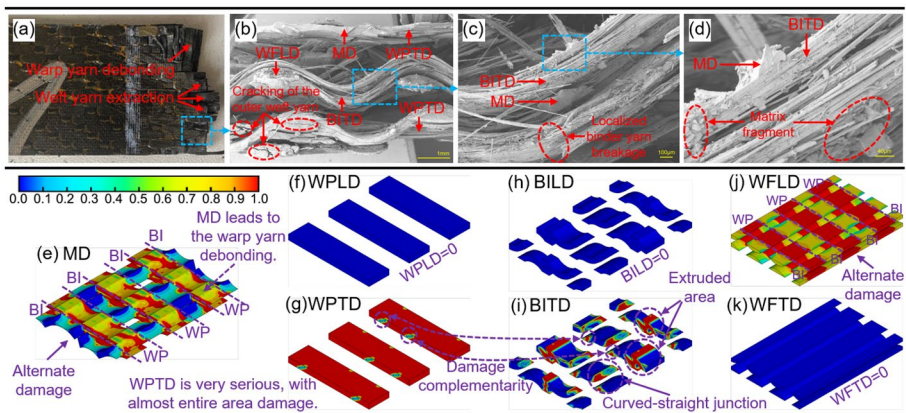 (a)
Warp yarn debonding
Weft yarn extraction
(b)
WFLD
MD
WPTD
Cracking of the
outer weft yarn
BITD
WPTD
1mm
(c)
BITD
MD
Localized
binder yarn
breakage
100μm
(d)
BITD
MD
Matrix
fragment
0.0 0.1 0.2 0.3 0.4 0.5 0.6 0.7 0.8 0.9 1.0
(e) MD
MD leads to
the warp yarn
debonding.
BI
BI
BI
WP
WP
WP
Alternate
damage
WPTD is very serious, with
almost entire area damage.
(f) WPLD
WPLD=0
(g) WPTD
Damage
complementarity
(h) BILD
BILD=0
(i) BITD
Extruded
area
Curved-straight junction
(j) WFLD
WP
WP
WP
BI
BI
BI
BI
Alternate
damage
(k) WFTD
WFTD=0